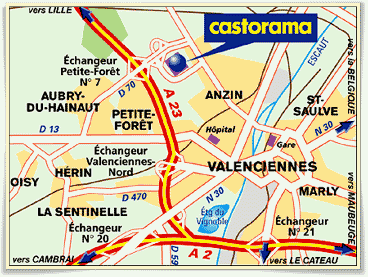 vers LILLE
castorama
Échangeur
Petite-Forêt
N° 7
A 23
D 70
AUBRY-
DU-HAINAUT
PETITE-
FORÊT
ANZIN
ESCAUT
vers la BELGIQUE
ST-
SAULVE
N 30
D 13
Hôpital
Gare
Échangeur
Valenciennes-
Nord
VALENCIENNES
OISY
HÉRIN
D 470
N 30
MARLY
LA SENTINELLE
Étg du
Vignoble
vers MAUBEUGE
Échangeur
N° 20
Échangeur
N° 21
A 2
D 59
vers CAMBRAI
vers LE CATEAU